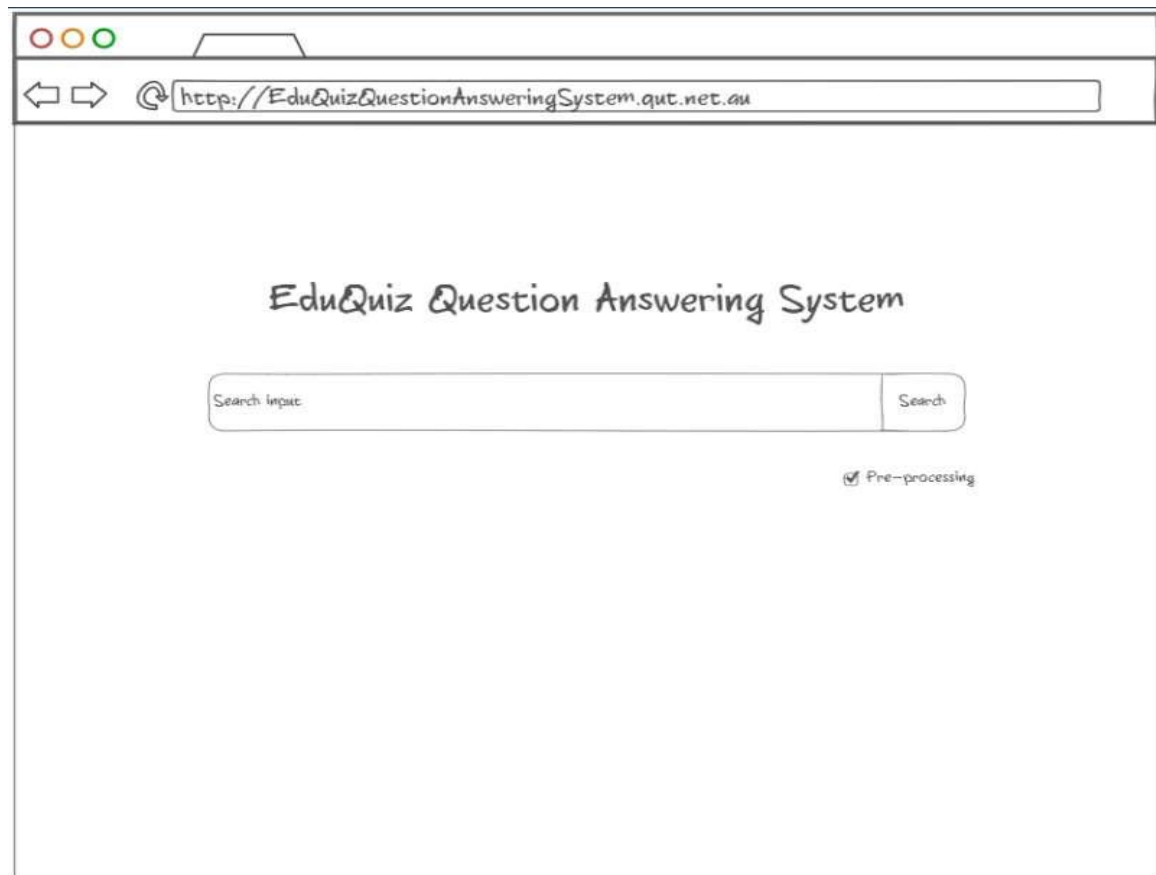 http://EduQuizQuestionAnsweringSystem.qut.net.au
EduQuiz Question Answering System
Search input
Search
Pre-processing